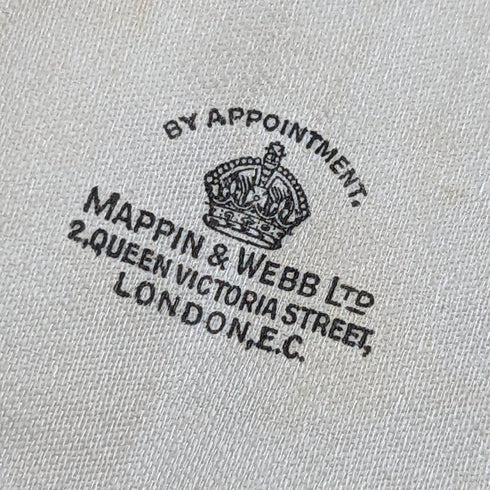 BY APPOINTMENT.
MAPPIN & WEBB LTD
2, QUEEN VICTORIA STREET,
LONDON, E.C.